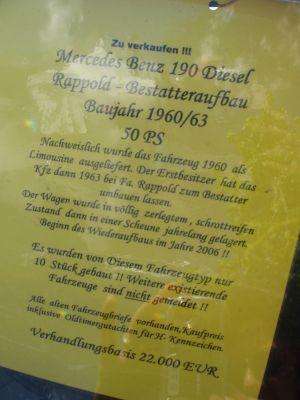 Zu verkaufen !!!
Mercedes Benz 190 Diesel
Rappold - Bestatteraufbau
Baujahr 1960/63
50 PS
Nachweislich wurde das Fahrzeug 1960 als
Limousine ausgeliefert. Der Erstbesitzer hat das
Kfz dann 1963 bei Fa. Rappold zum Bestatter
umbauen lassen.
Der Wagen wurde in völlig zerlegtem, schrottreifen
Zustand dann in einer Scheune jahrelang gelagert.
Beginn des Wiederaufbaus im Jahre 2006 !!
Es wurden von Diesem Fahrzeugtyp nur
10 Stück gebaut !! Weitere existierende
Fahrzeuge sind nicht gemeldet !!
Alle alten Fahrzeugbriefe vorhanden, Kaufpreis
inklusive Oldtimergutachten für H- Kennzeichen.
Verhandlungsbasis 22.000 EUR